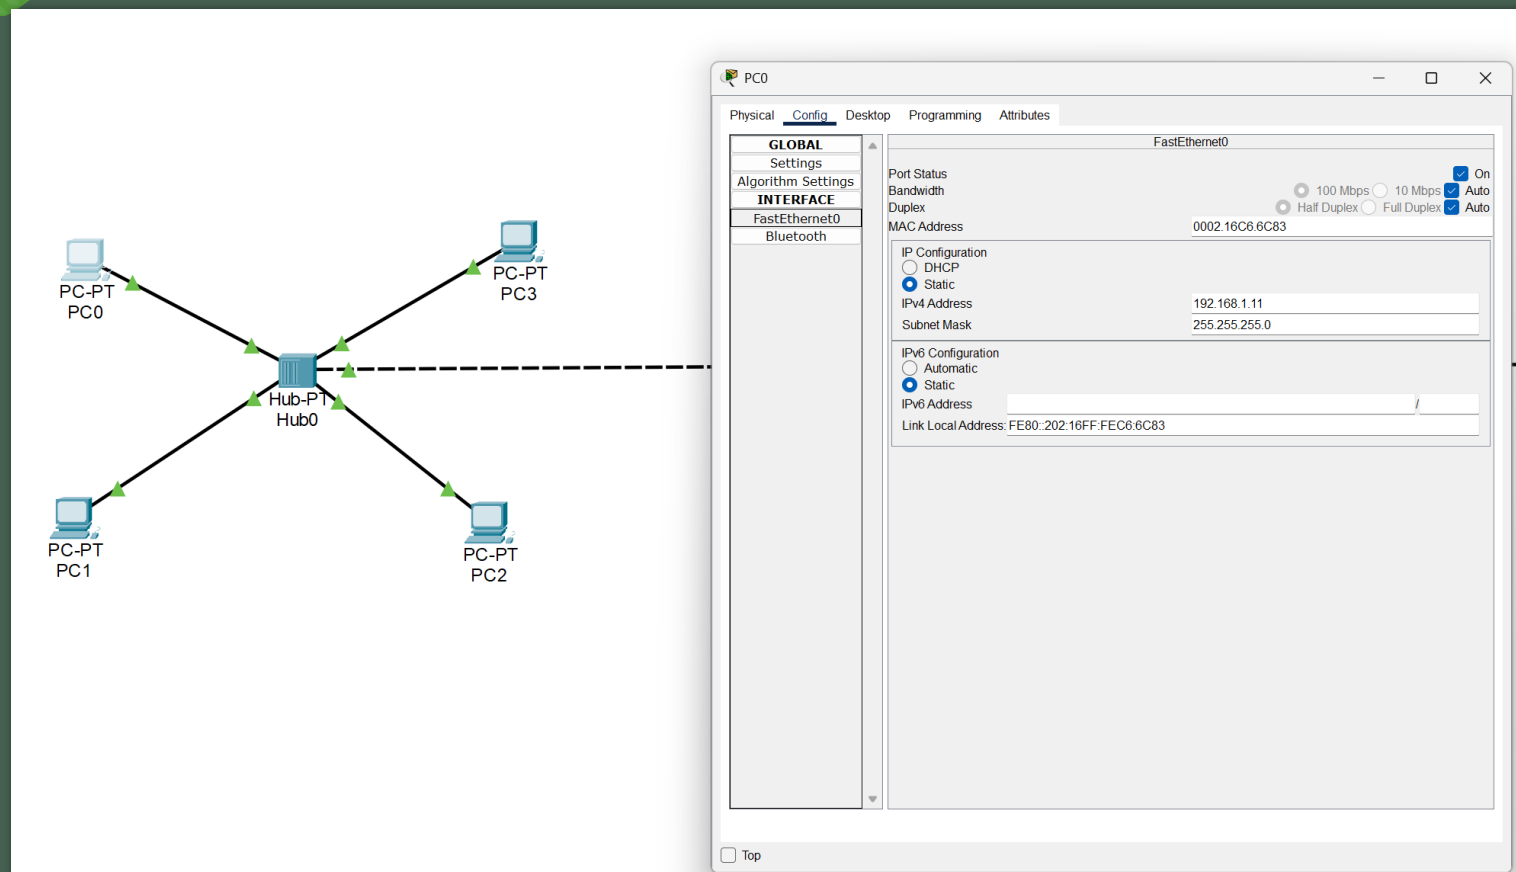 PC-PT
PC0
PC-PT
PC3
Hub-PT
Hub0
PC-PT
PC1
PC-PT
PC2
PC0
Physical Config Desktop Programming Attributes
GLOBAL
Settings
Algorithm Settings
INTERFACE
FastEthernet0
Bluetooth
FastEthernet0
Port Status On
Bandwidth 100 Mbps 10 Mbps Auto
Duplex Half Duplex Full Duplex Auto
MAC Address 0002.16C6.6C83
IP Configuration
DHCP
Static
IPv4 Address 192.168.1.11
Subnet Mask 255.255.255.0
IPv6 Configuration
Automatic
Static
IPv6 Address /
Link Local Address: FE80::202:16FF:FEC6:6C83
Top